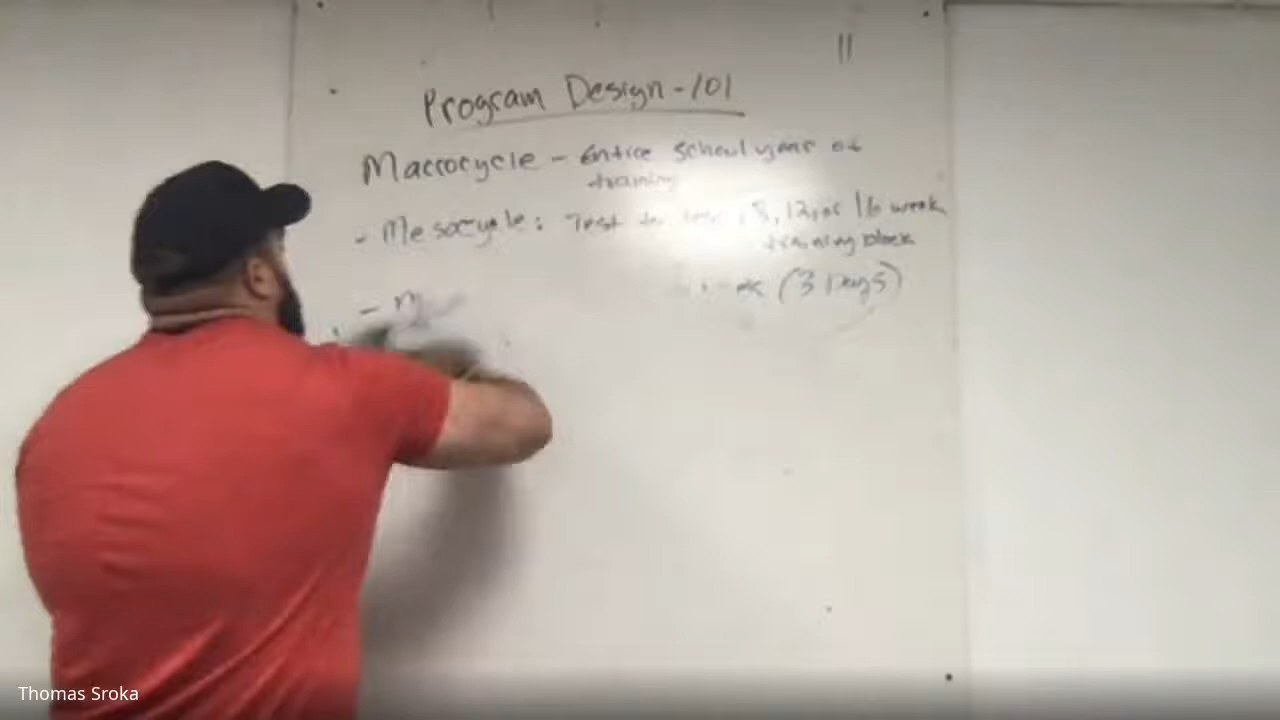 11
Program Design - 101
Macrocycle - Entire school year of
training
- Mesocycle: Test to test, 8, 12, or 16 week
training block
- M
(3 Days)
Thomas Sroka